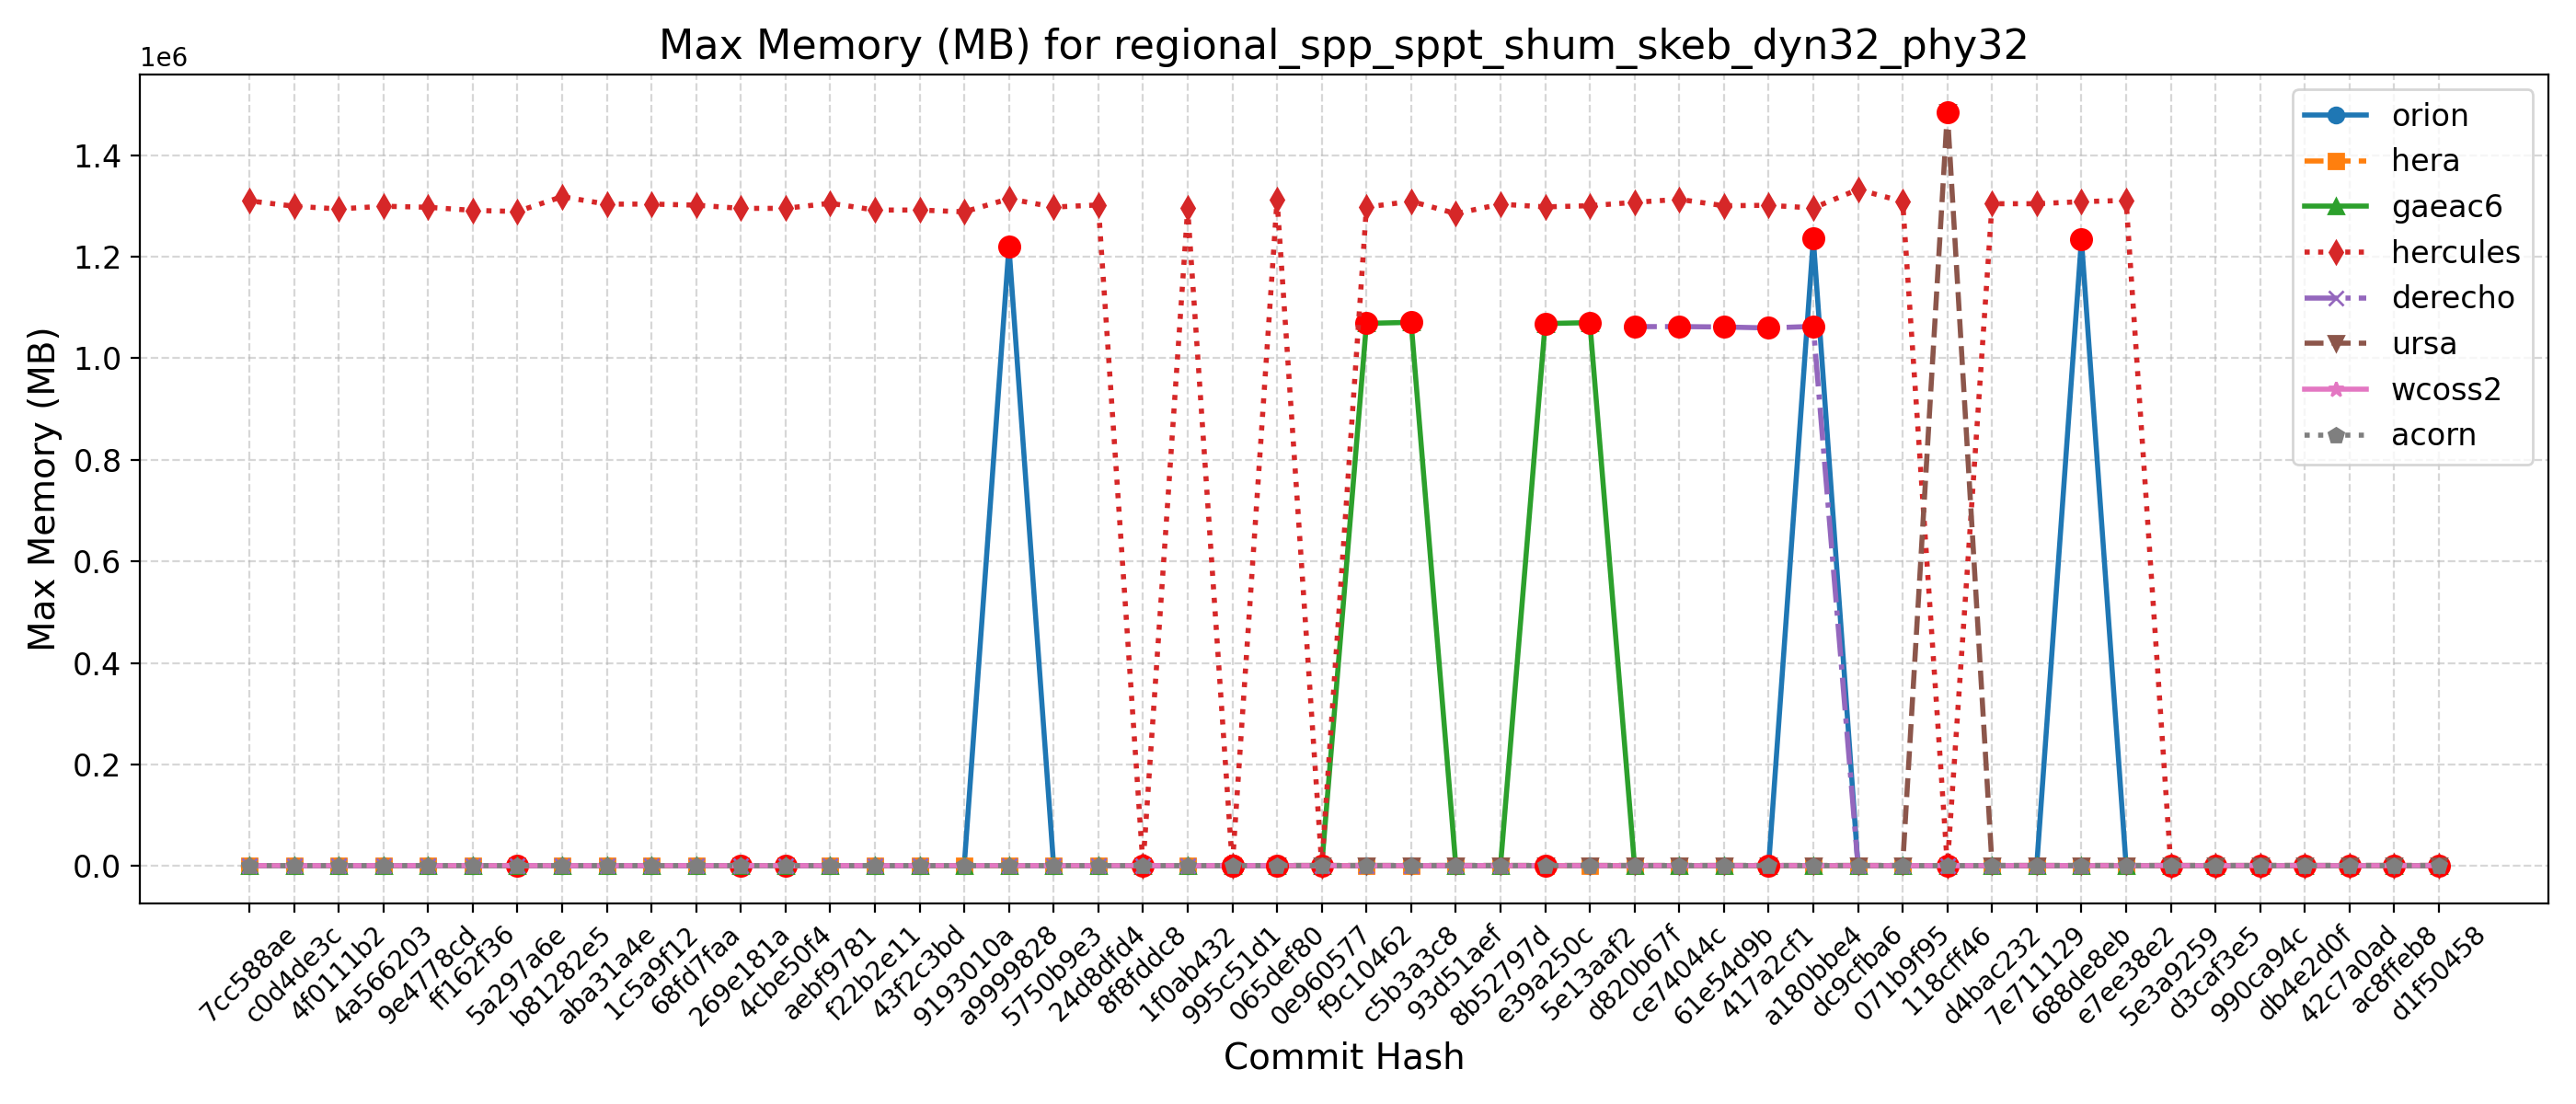 Max Memory (MB) for regional_spp_sppt_shum_skeb_dyn32_phy32
1e6
Max Memory (MB)
1.4
1.2
1.0
0.8
0.6
0.4
0.2
0.0
orion
hera
gaeac6
hercules
derecho
ursa
wcoss2
acorn
7cc588ae
c0d4de3c
4f0111b2
4a566203
9e4778cd
ff162f36
5a297a6e
b81282e5
aba31a4e
1c5a9f12
68fd7faa
269e181a
4cbe50f4
aebf9781
f22b2e11
43f2c3bd
9193010a
a9999828
5750b9e3
24d8dfd4
8f8fddc8
1f0ab432
995c51d1
065def80
0e960577
f9c10462
c5b3a3c8
93d51aef
8b52797d
e39a250c
5e13aaf2
d820b67f
ce74044c
61e54d9b
417a2cf1
a180bbe4
dc9cfba6
071b9f95
118cff46
d4bac232
7e711129
688de8eb
e7ee38e2
5e3a9259
d3caf3e5
990ca94c
db4e2d0f
42c7a0ad
ac8ffeb8
d1f50458
Commit Hash